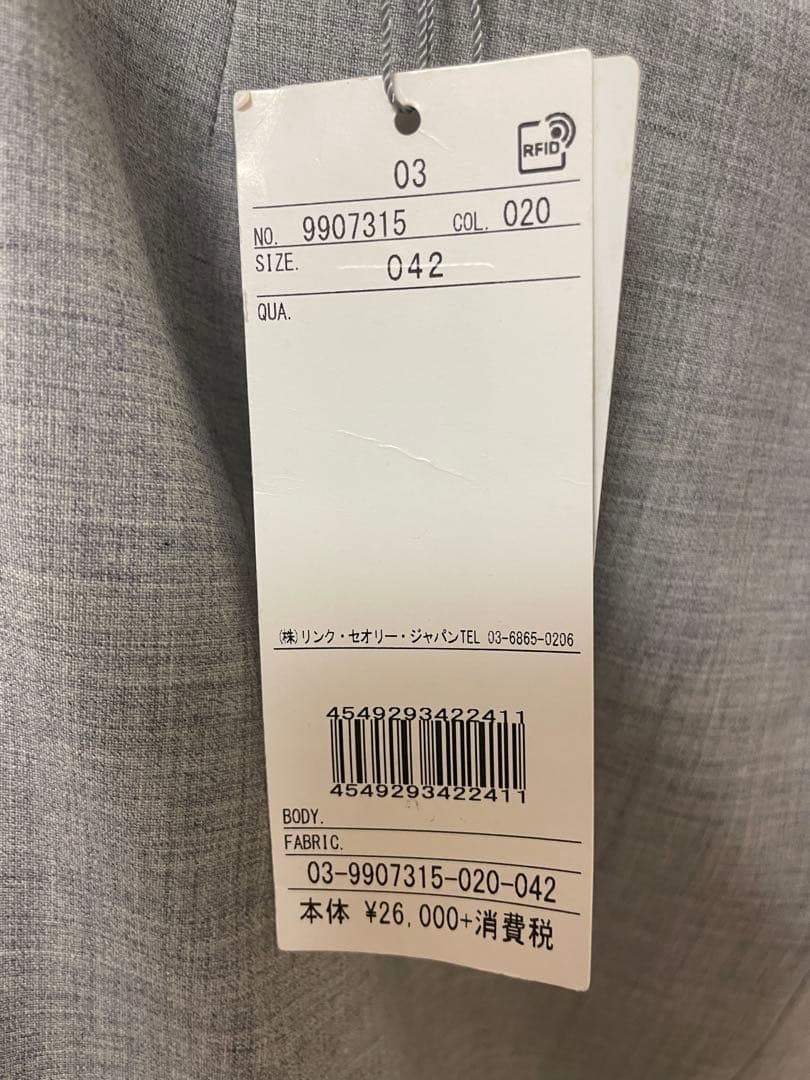 RFID
03
NO. 9907315 COL. 020
SIZE. 042
QUA.
㈱リンク・セオリー・ジャパンTEL 03-6865-0206
4549293422411
4549293422411
BODY.
FABRIC.
03-9907315-020-042
本体 ¥26,000+消費税